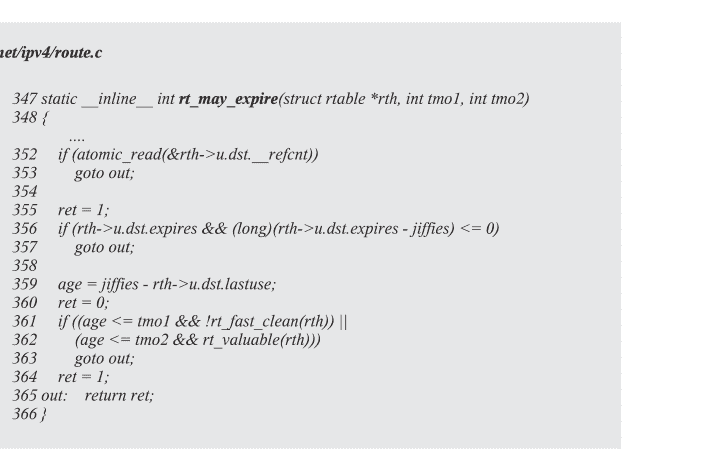 net/ipv4/route.c
347 static __inline__ int rt_may_expire(struct rtable *rth, int tmo1, int tmo2)
348 {
....
352 if (atomic_read(&rth->u.dst.__refcnt))
353 goto out;
354
355 ret = 1;
356 if (rth->u.dst.expires && (long)(rth->u.dst.expires - jiffies) <= 0)
357 goto out;
358
359 age = jiffies - rth->u.dst.lastuse;
360 ret = 0;
361 if ((age <= tmo1 && !rt_fast_clean(rth)) ||
362 (age <= tmo2 && rt_valuable(rth)))
363 goto out;
364 ret = 1;
365 out: return ret;
366 }